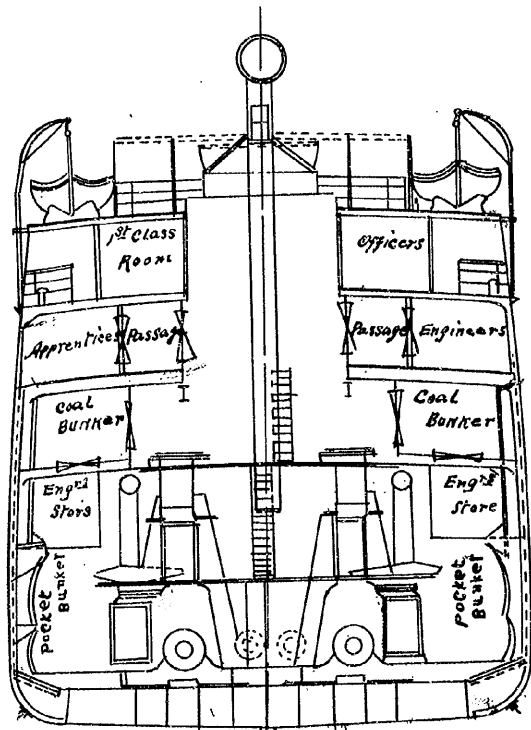 1st Class
Room
Officers
Apprentices
Passage
Passage
Engineers
Coal
Bunker
Coal
Bunker
Engrs
Store
Engrs
Store
Pocket
Bunker
Pocket
Bunker